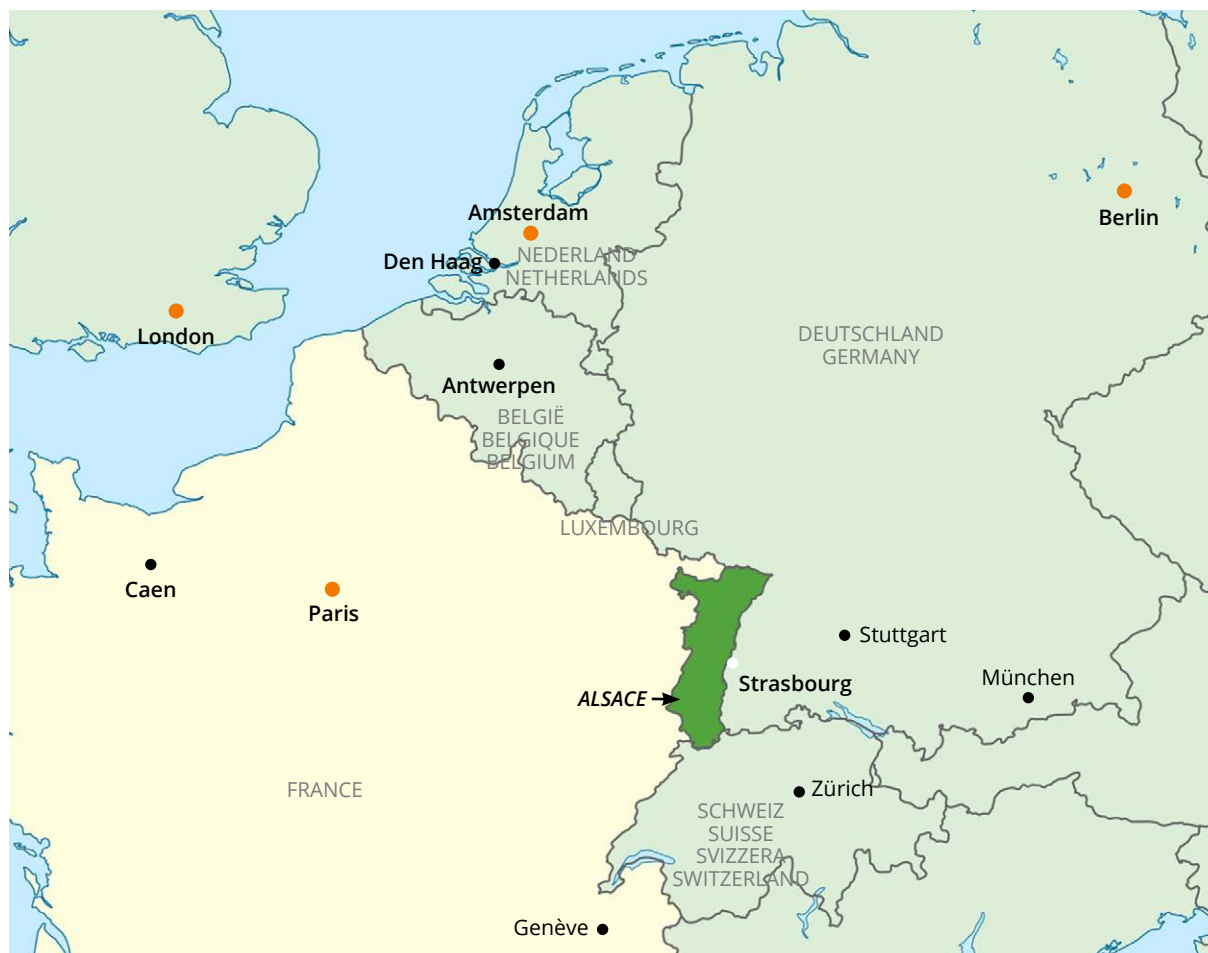 Amsterdam
Berlin
Den Haag
NEDERLAND
NETHERLANDS
London
DEUTSCHLAND
GERMANY
Antwerpen
BELGIË
BELGIQUE
BELGIUM
LUXEMBOURG
Caen
Paris
Stuttgart
Strasbourg
München
ALSACE
FRANCE
Zürich
SCHWEIZ
SUISSE
SVIZZERA
SWITZERLAND
Genève